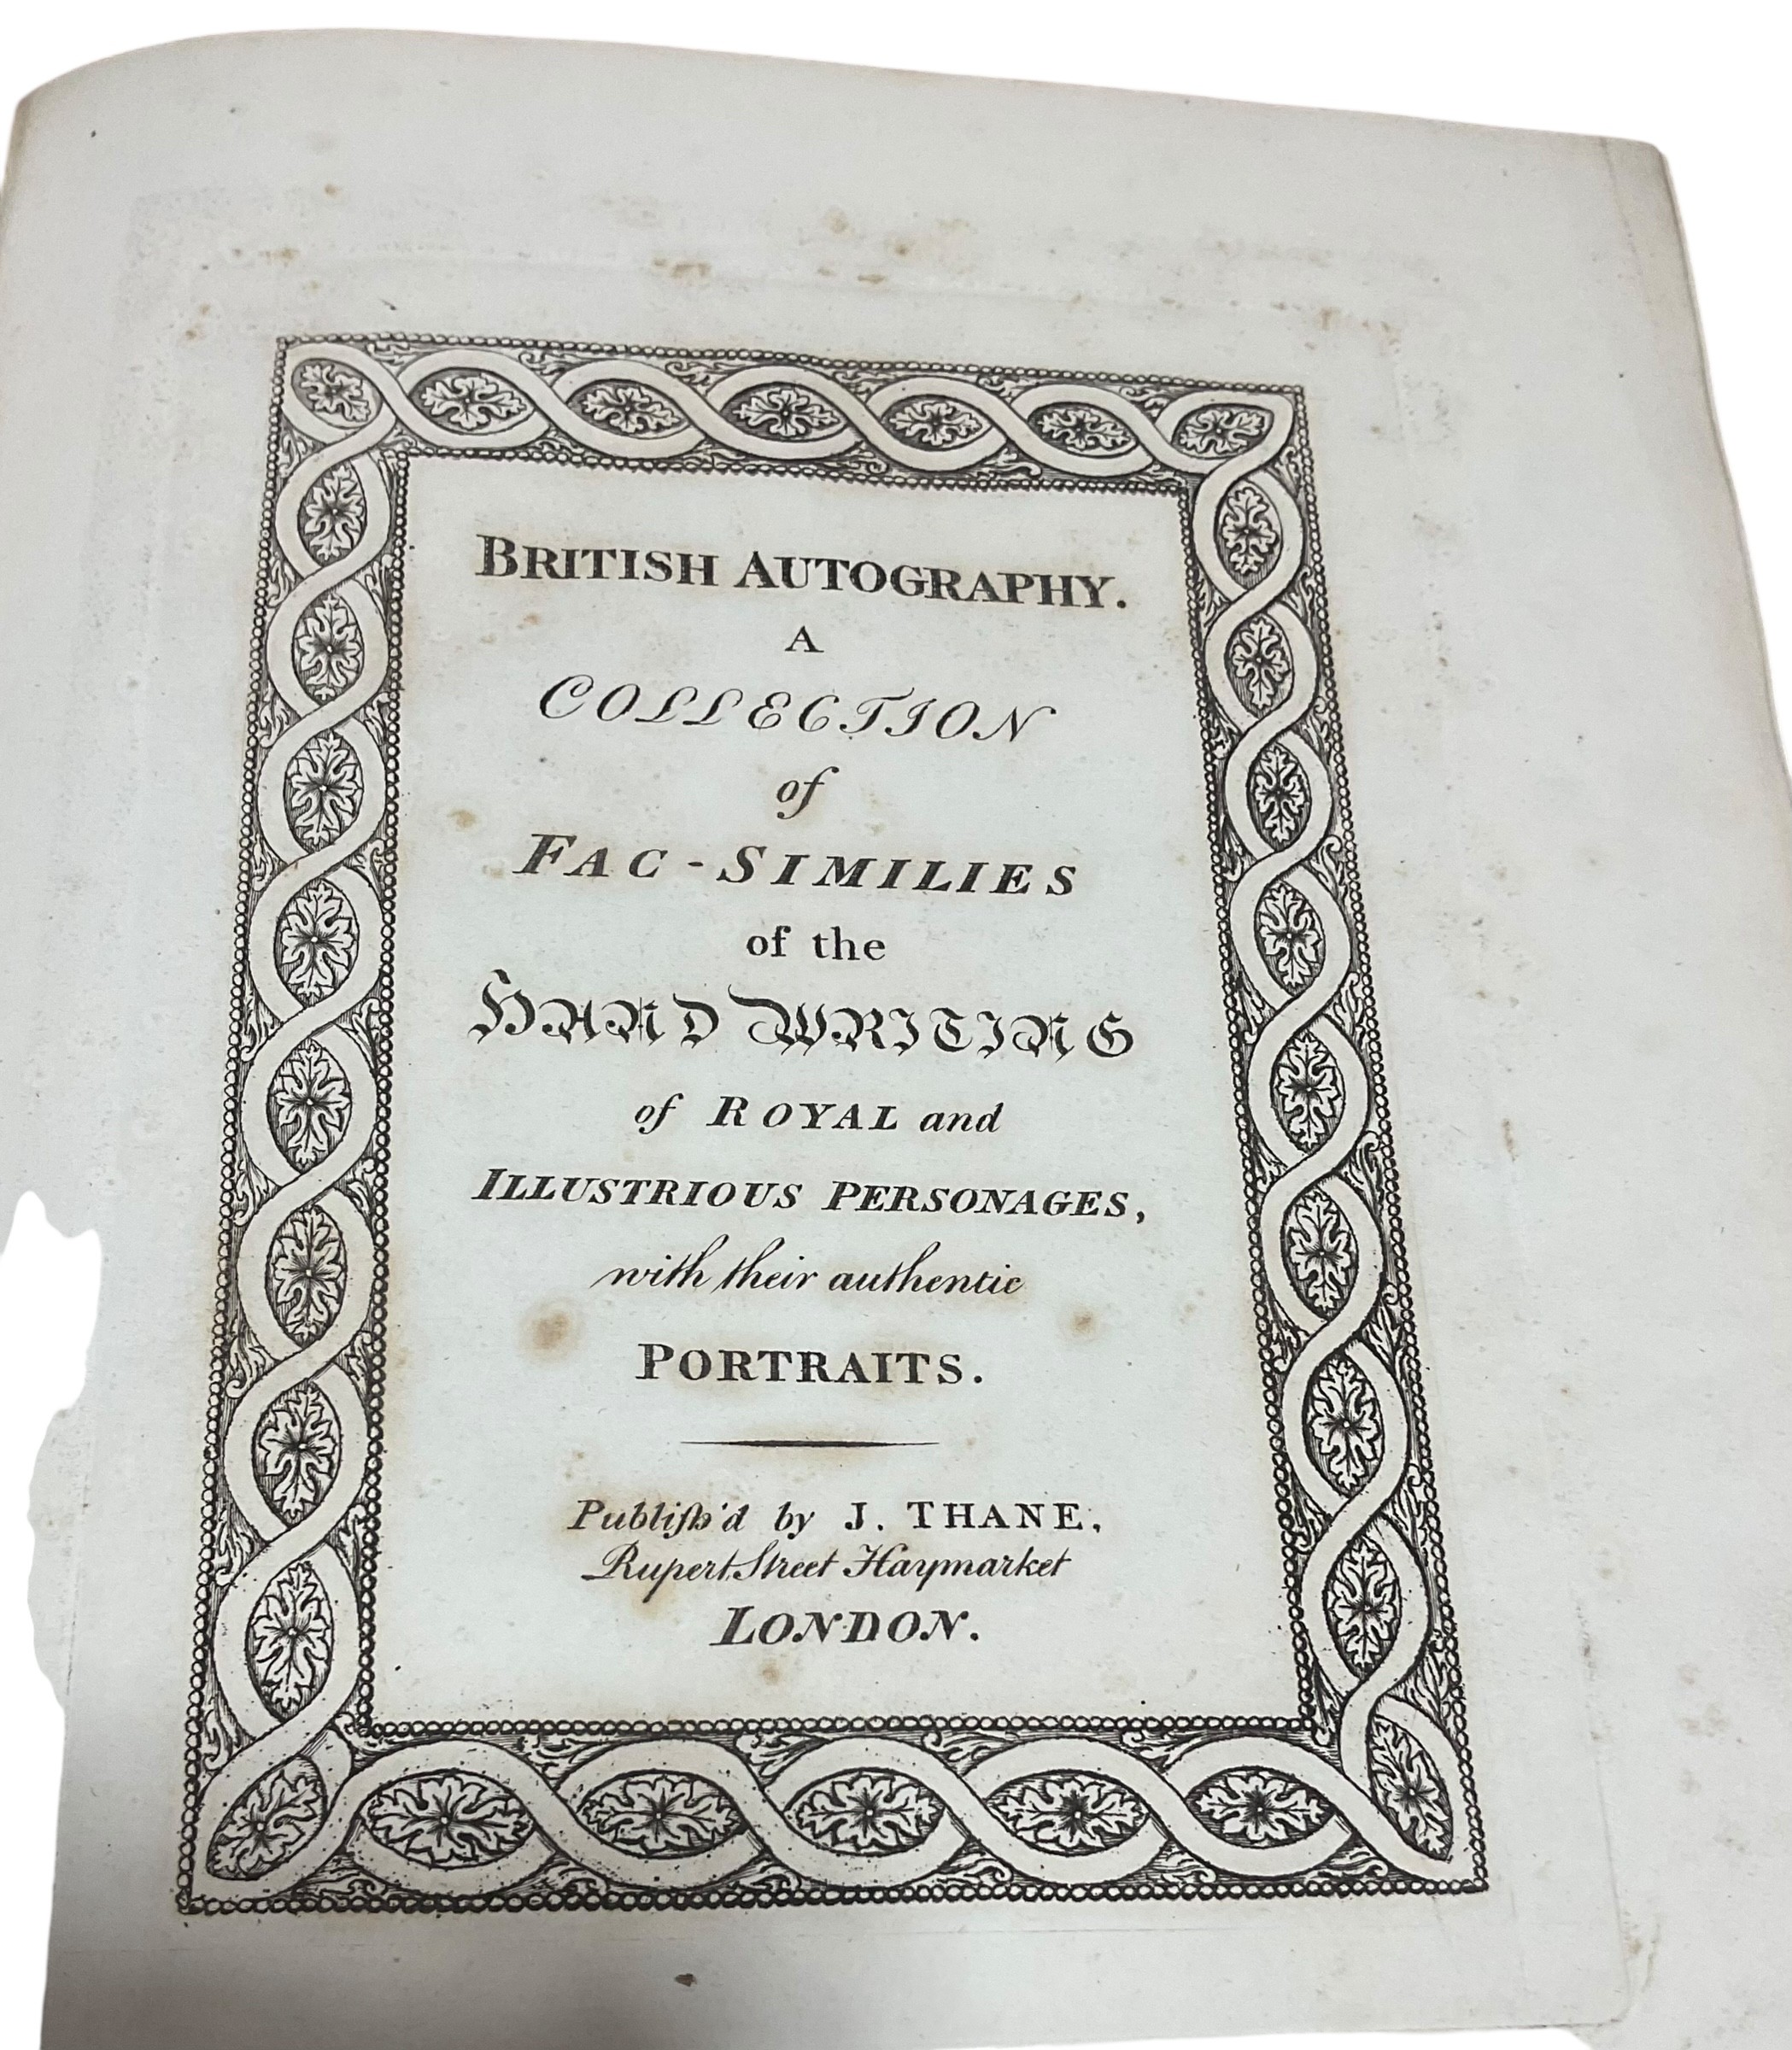 BRITISH AUTOGRAPHY.
A
COLLECTION
of
FAC-SIMILIES
of the
HAND WRITING
of ROYAL and
ILLUSTRIOUS PERSONAGES,
with their authentic
PORTRAITS.
Publiſh'd by J. THANE,
Rupert Street Haymarket
LONDON.